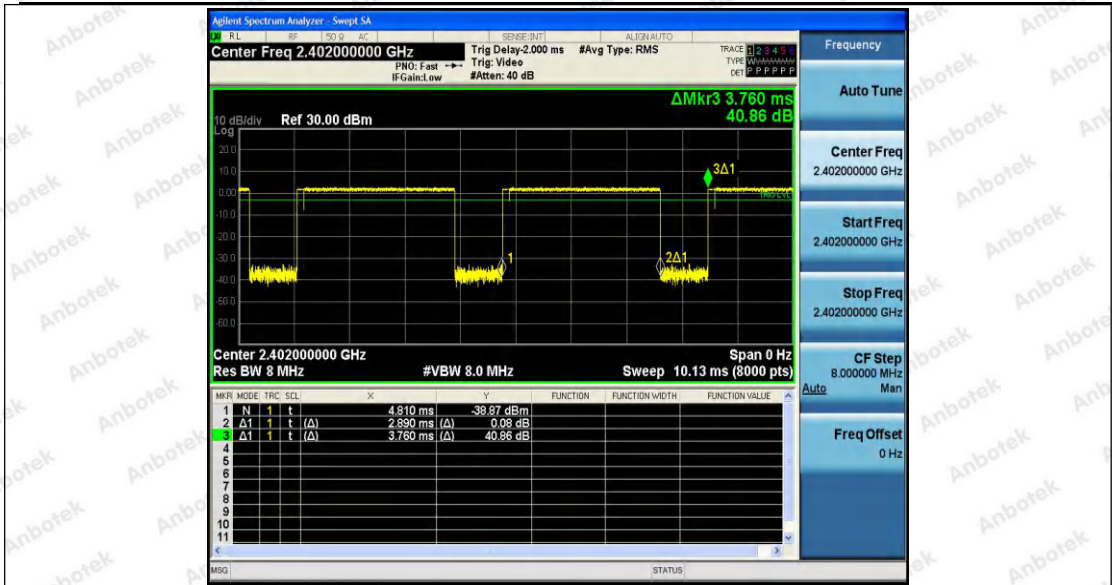 Agilent Spectrum Analyzer - Swept SA
RL RF 50 Ω AC SENSE:INT ALIGN AUTO
Center Freq 2.402000000 GHz
PNO: Fast
IFGain:Low
Trig Delay-2.000 ms
Trig: Video
#Atten: 40 dB
#Avg Type: RMS
TRACE 1 2 3 4 5 6
TYPE W
DET P P P P P P
Frequency
ΔMkr3 3.760 ms
40.86 dB
10 dB/div Ref 30.00 dBm
Log
20.0
10.0
0.00
-10.0
-20.0
-30.0
-40.0
-50.0
-60.0
3Δ1
TRIG LVL
1
2Δ1
Center 2.402000000 GHz Span 0 Hz
Res BW 8 MHz #VBW 8.0 MHz Sweep 10.13 ms (8000 pts)
MKR MODE TRC SCL X Y FUNCTION FUNCTION WIDTH FUNCTION VALUE
1 N 1 t 4.810 ms -38.87 dBm
2 Δ1 1 t (Δ) 2.890 ms (Δ) 0.08 dB
3 Δ1 1 t (Δ) 3.760 ms (Δ) 40.86 dB
4
5
6
7
8
9
10
11
MSG STATUS
Auto Tune
Center Freq
2.402000000 GHz
Start Freq
2.402000000 GHz
Stop Freq
2.402000000 GHz
CF Step
8.000000 MHz
Auto Man
Freq Offset
0 Hz
Anbotek